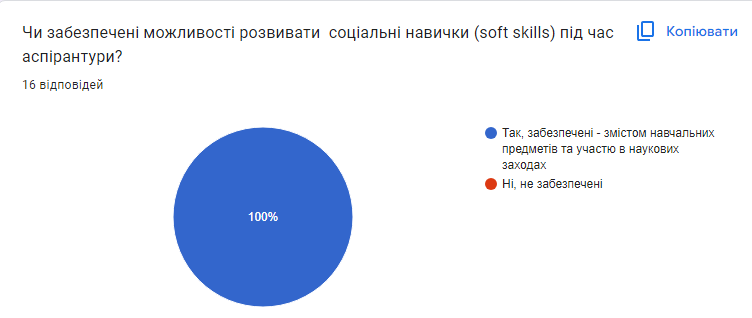 Чи забезпечені можливості розвивати  соціальні навички (soft skills) під час
аспірантури?
Копіювати
16 відповідей
100%
Так, забезпечені - змістом навчальних
предметів та участю в наукових
заходах
Ні, не забезпечені